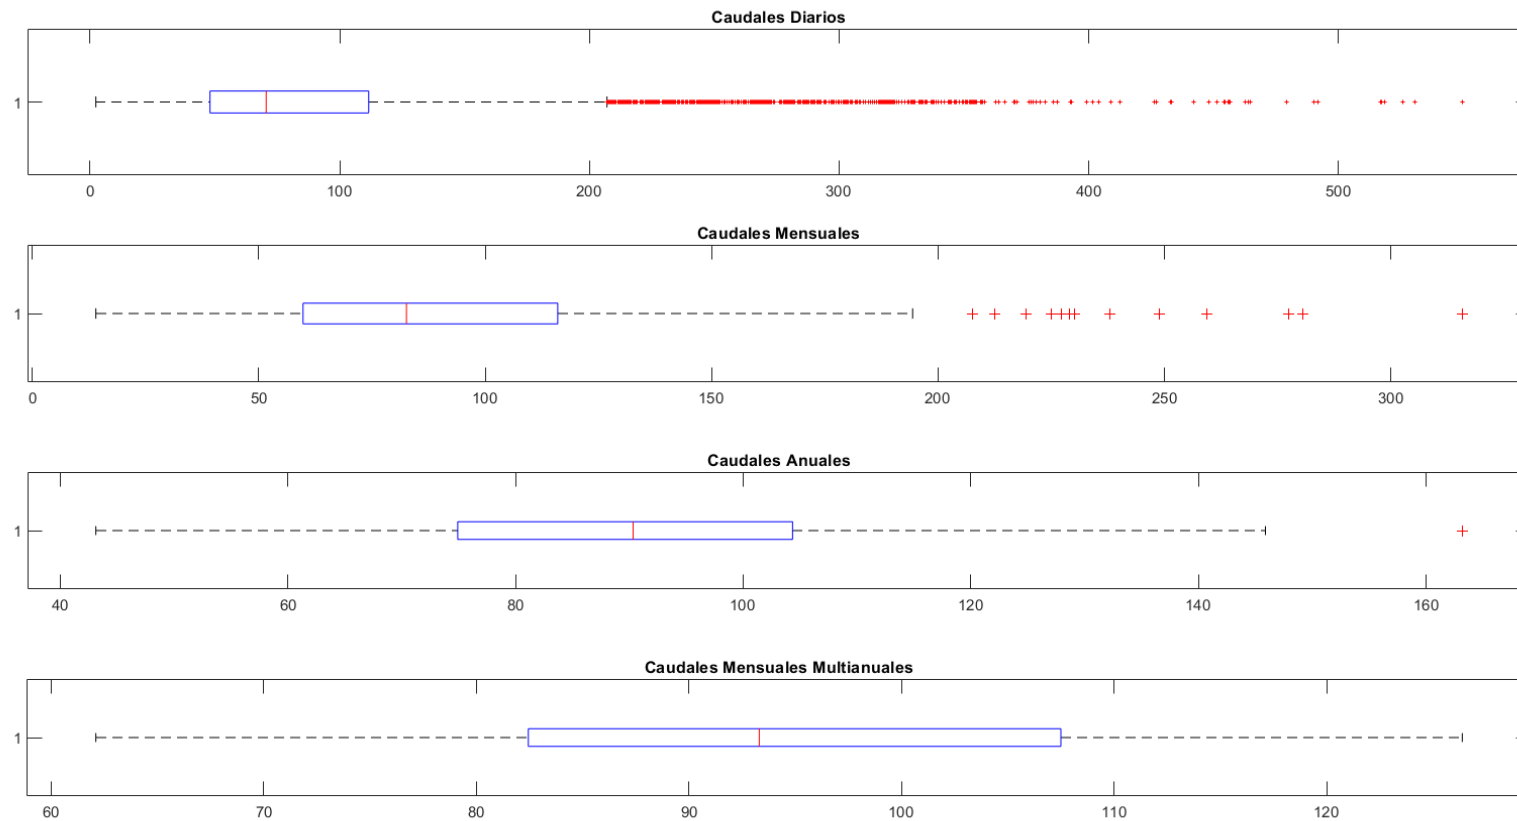 Caudales Diarios
1
0 100 200 300 400 500
Caudales Mensuales
1
0 50 100 150 200 250 300
Caudales Anuales
1
40 60 80 100 120 140 160
Caudales Mensuales Multianuales
1
60 70 80 90 100 110 120